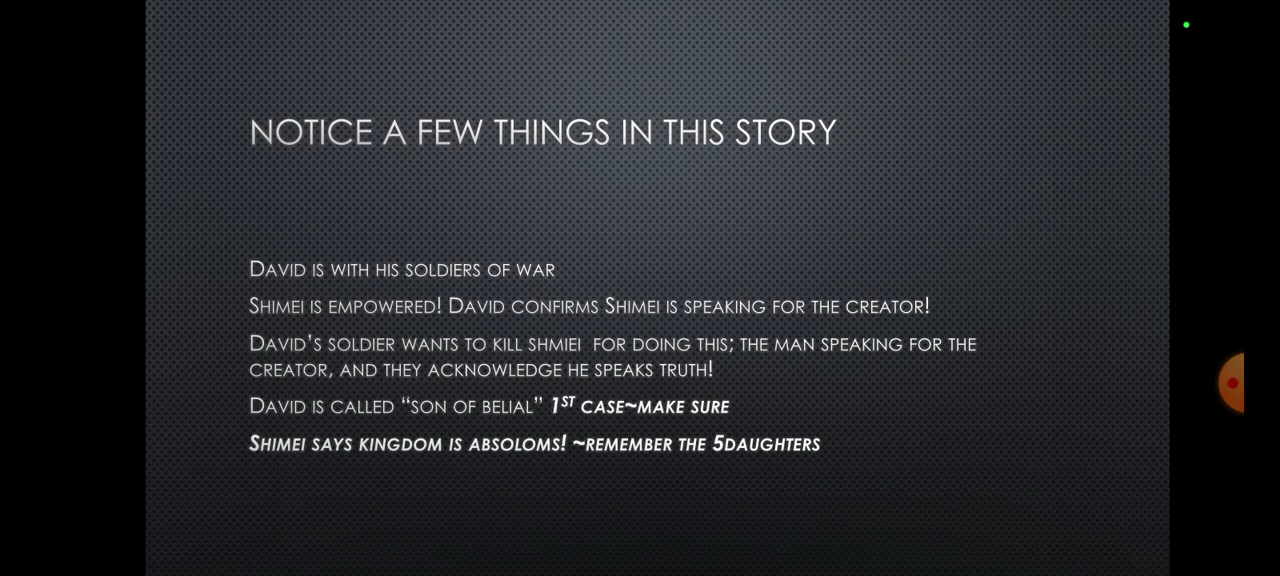 NOTICE A FEW THINGS IN THIS STORY
DAVID IS WITH HIS SOLDIERS OF WAR
SHIMEI IS EMPOWERED! DAVID CONFIRMS SHIMEI IS SPEAKING FOR THE CREATOR!
DAVID'S SOLDIER WANTS TO KILL SHMIEI FOR DOING THIS; THE MAN SPEAKING FOR THE
CREATOR, AND THEY ACKNOWLEDGE HE SPEAKS TRUTH!
DAVID IS CALLED “SON OF BELIAL” 1ST CASE~MAKE SURE
SHIMEI SAYS KINGDOM IS ABSOLOMS! ~REMEMBER THE 5DAUGHTERS